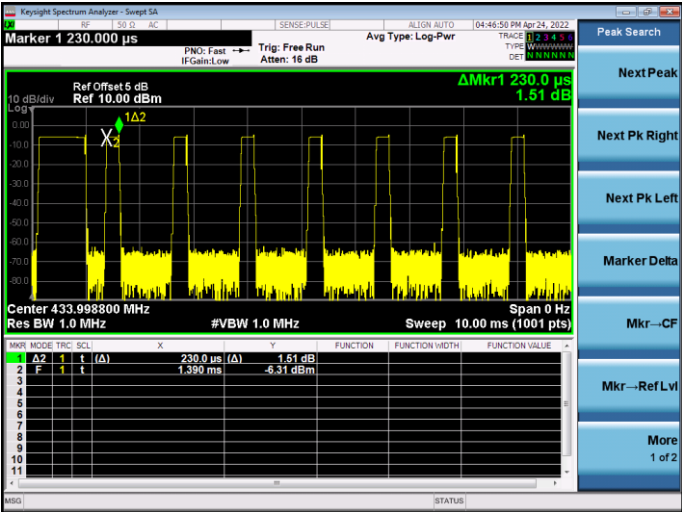 Keysight Spectrum Analyzer - Swept SA
RF 50 Ω AC SENSE:PULSE ALIGN AUTO 04:46:50 PM Apr 24, 2022
Marker 1 230.000 µs
PNO: Fast
IFGain:Low
Trig: Free Run
Atten: 16 dB
Avg Type: Log-Pwr
TRACE 1 2 3 4 5 6
TYPE WWWWWW
DET N N N N N N
Peak Search
Next Peak
Next Pk Right
Next Pk Left
Marker Delta
Mkr→CF
Mkr→Ref Lvl
More
1 of 2
ΔMkr1 230.0 µs
1.51 dB
Ref Offset 5 dB
10 dB/div Ref 10.00 dBm
Log
1Δ2
X2
0.00
-10.0
-20.0
-30.0
-40.0
-50.0
-60.0
-70.0
-80.0
Center 433.998800 MHz Span 0 Hz
Res BW 1.0 MHz #VBW 1.0 MHz Sweep 10.00 ms (1001 pts)
MKR MODE TRC SCL X Y FUNCTION FUNCTION WIDTH FUNCTION VALUE
1 Δ2 1 t (Δ) 230.0 µs (Δ) 1.51 dB
2 F 1 t 1.390 ms -6.31 dBm
3
4
5
6
7
8
9
10
11
MSG STATUS